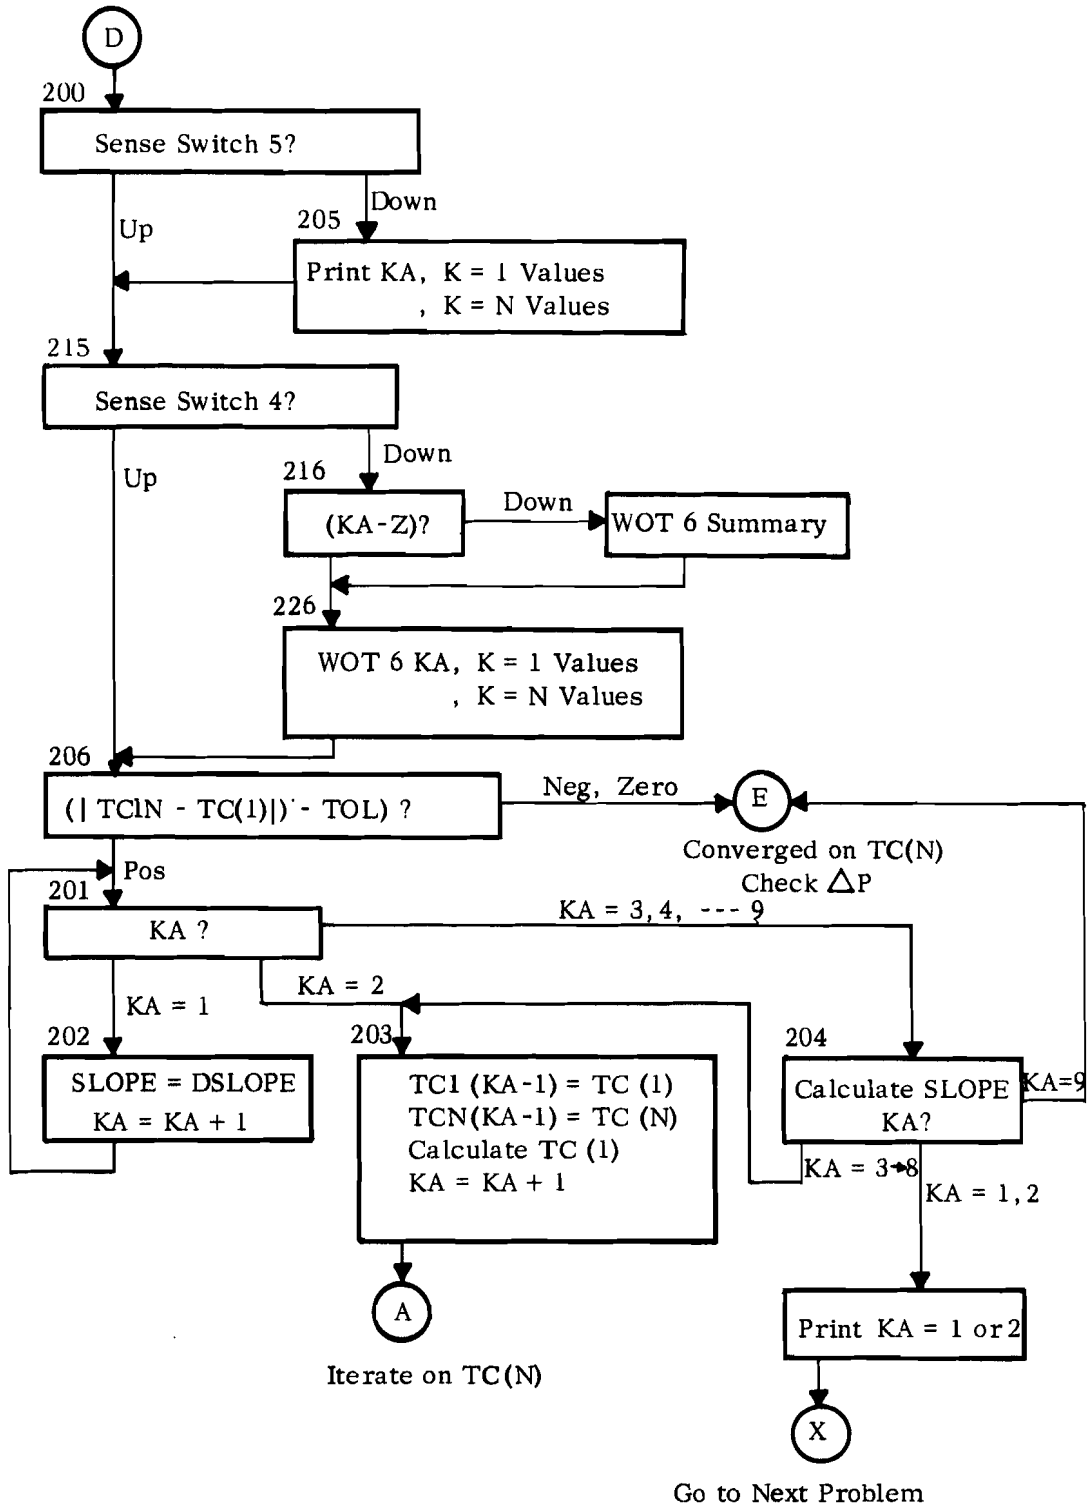 D
200
Sense Switch 5?
Down
Up
205
Print KA, K = 1 Values
, K = N Values
215
Sense Switch 4?
Down
Up
216
(KA-Z)?
Down
WOT 6 Summary
226
WOT 6 KA, K = 1 Values
, K = N Values
206
(| TC1N - TC(1)|) - TOL) ?
Neg, Zero
E
Converged on TC(N)
Check △P
Pos
201
KA ?
KA = 3, 4, --- 9
KA = 1
KA = 2
202
SLOPE = DSLOPE
KA = KA + 1
203
TC1 (KA-1) = TC (1)
TCN(KA-1) = TC (N)
Calculate TC (1)
KA = KA + 1
204
Calculate SLOPE
KA?
KA=9
KA = 3→8
KA = 1, 2
A
Iterate on TC(N)
Print KA = 1 or 2
X
Go to Next Problem